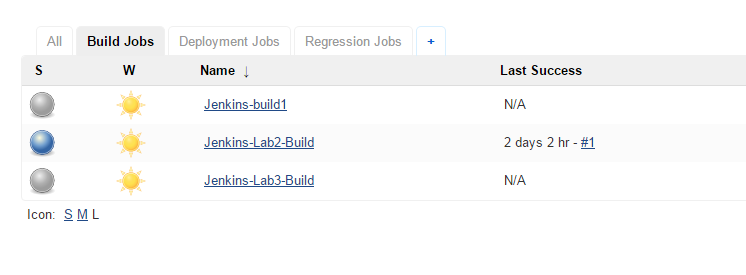 All Build Jobs Deployment Jobs Regression Jobs +
S W Name ↓ Last Success
Jenkins-build1 N/A
Jenkins-Lab2-Build 2 days 2 hr - #1
Jenkins-Lab3-Build N/A
Icon: S M L